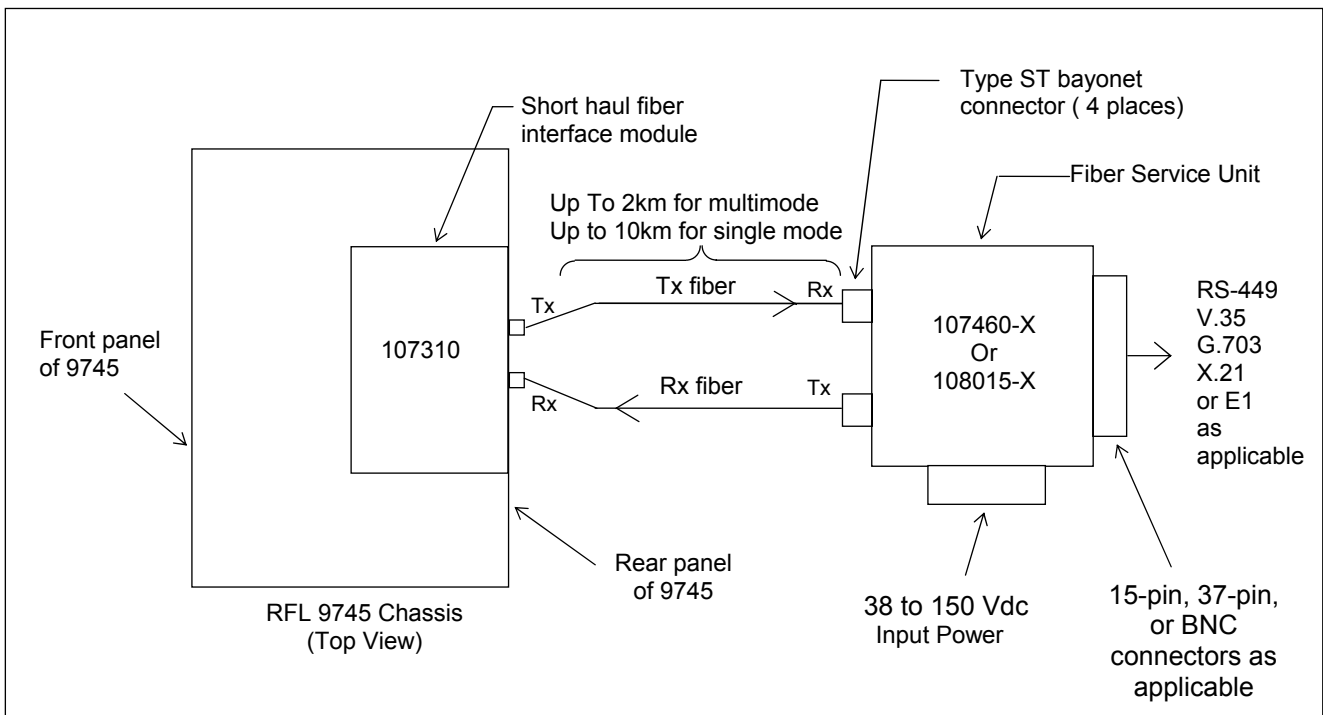 Type ST bayonet
connector ( 4 places)
Short haul fiber
interface module
Fiber Service Unit
Up To 2km for multimode
Up to 10km for single mode
Tx fiber
Tx
Rx
Front panel
of 9745
107310
107460-X
Or
108015-X
RS-449
V.35
G.703
X.21
or E1
as
applicable
Rx fiber
Rx
Tx
Rear panel
of 9745
RFL 9745 Chassis
(Top View)
38 to 150 Vdc
Input Power
15-pin, 37-pin,
or BNC
connectors as
applicable